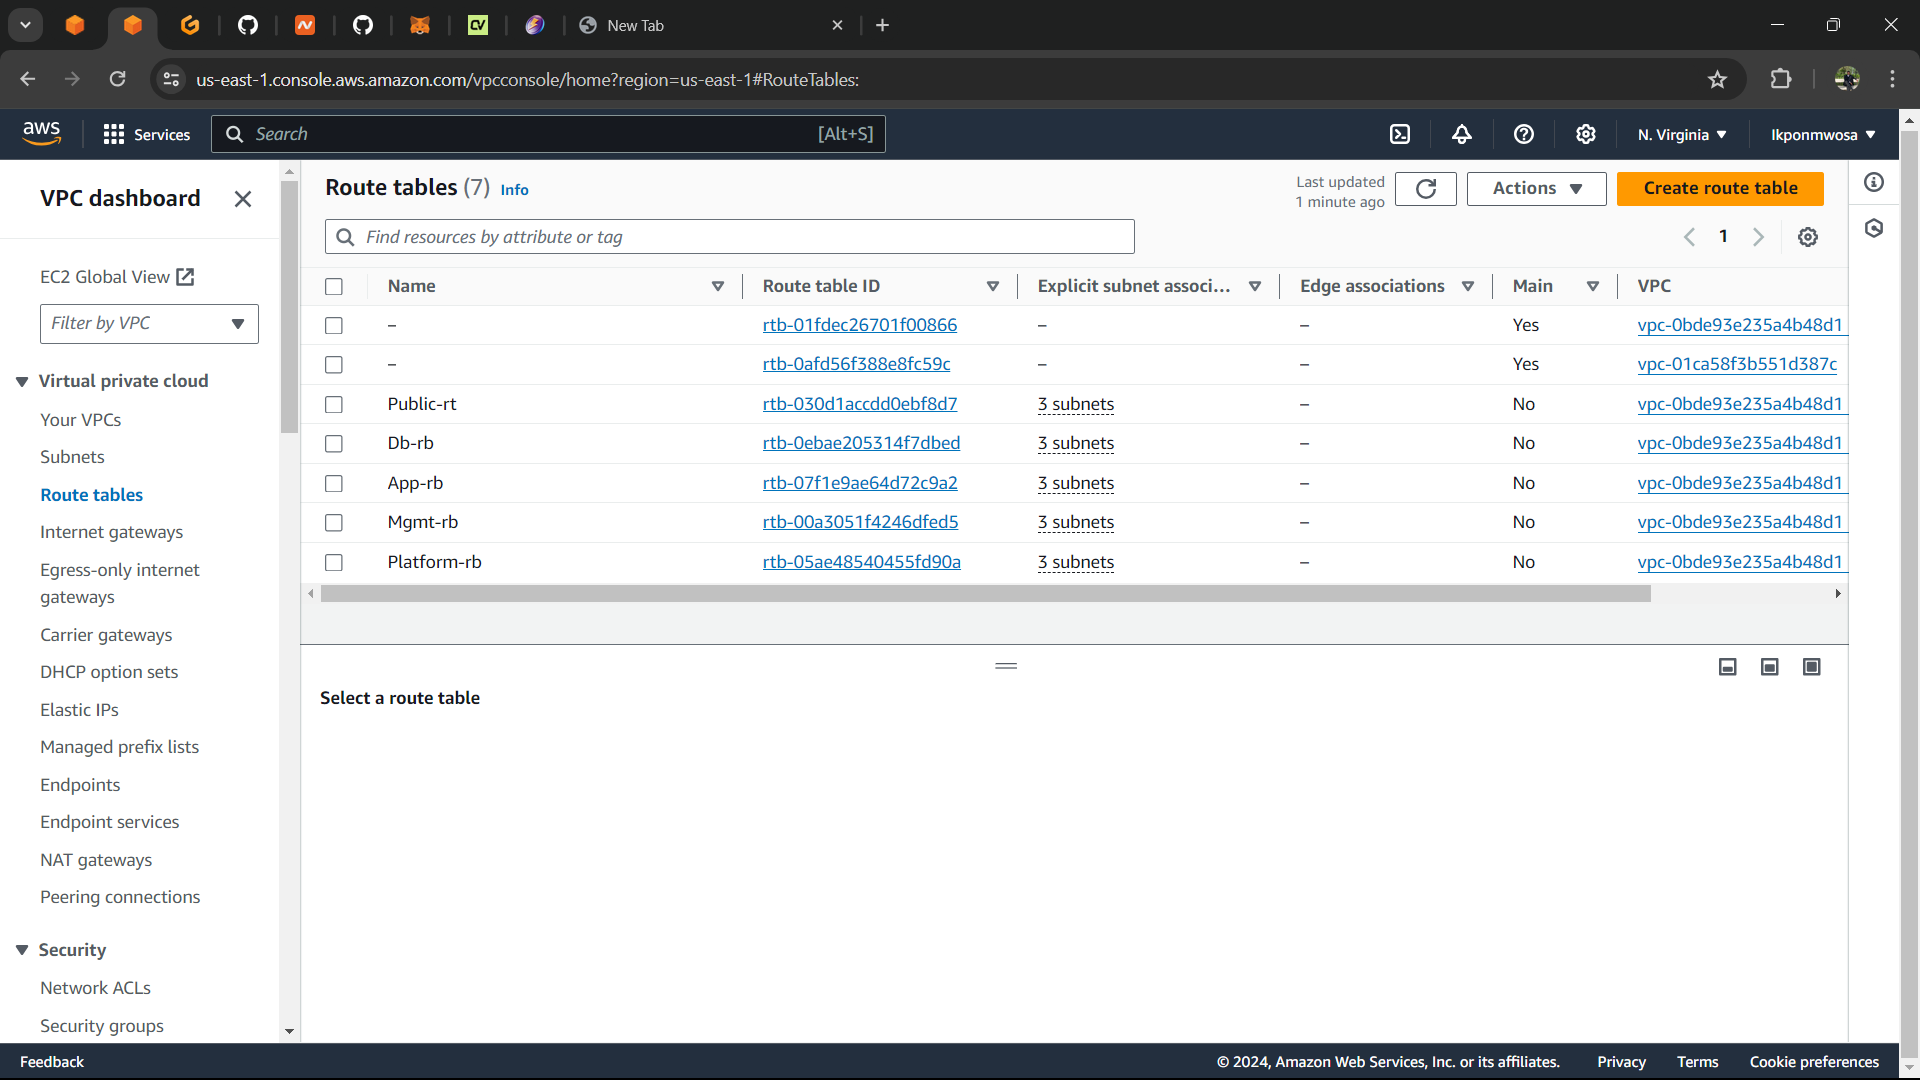 New Tab
us-east-1.console.aws.amazon.com/vpcconsole/home?region=us-east-1#RouteTables:
aws Services Search [Alt+S] N. Virginia Ikponmwosa
VPC dashboard
EC2 Global View
Filter by VPC
Virtual private cloud
Your VPCs
Subnets
Route tables
Internet gateways
Egress-only internet
gateways
Carrier gateways
DHCP option sets
Elastic IPs
Managed prefix lists
Endpoints
Endpoint services
NAT gateways
Peering connections
Security
Network ACLs
Security groups
Route tables (7) Info
Last updated
1 minute ago
Actions
Create route table
Find resources by attribute or tag
1
Name Route table ID Explicit subnet associ... Edge associations Main VPC
– rtb-01fdec26701f00866 – – Yes vpc-0bde93e235a4b48d1
– rtb-0afd56f388e8fc59c – – Yes vpc-01ca58f3b551d387c
Public-rt rtb-030d1accdd0ebf8d7 3 subnets – No vpc-0bde93e235a4b48d1
Db-rb rtb-0ebae205314f7dbed 3 subnets – No vpc-0bde93e235a4b48d1
App-rb rtb-07f1e9ae64d72c9a2 3 subnets – No vpc-0bde93e235a4b48d1
Mgmt-rb rtb-00a3051f4246dfed5 3 subnets – No vpc-0bde93e235a4b48d1
Platform-rb rtb-05ae48540455fd90a 3 subnets – No vpc-0bde93e235a4b48d1
Select a route table
Feedback © 2024, Amazon Web Services, Inc. or its affiliates. Privacy Terms Cookie preferences